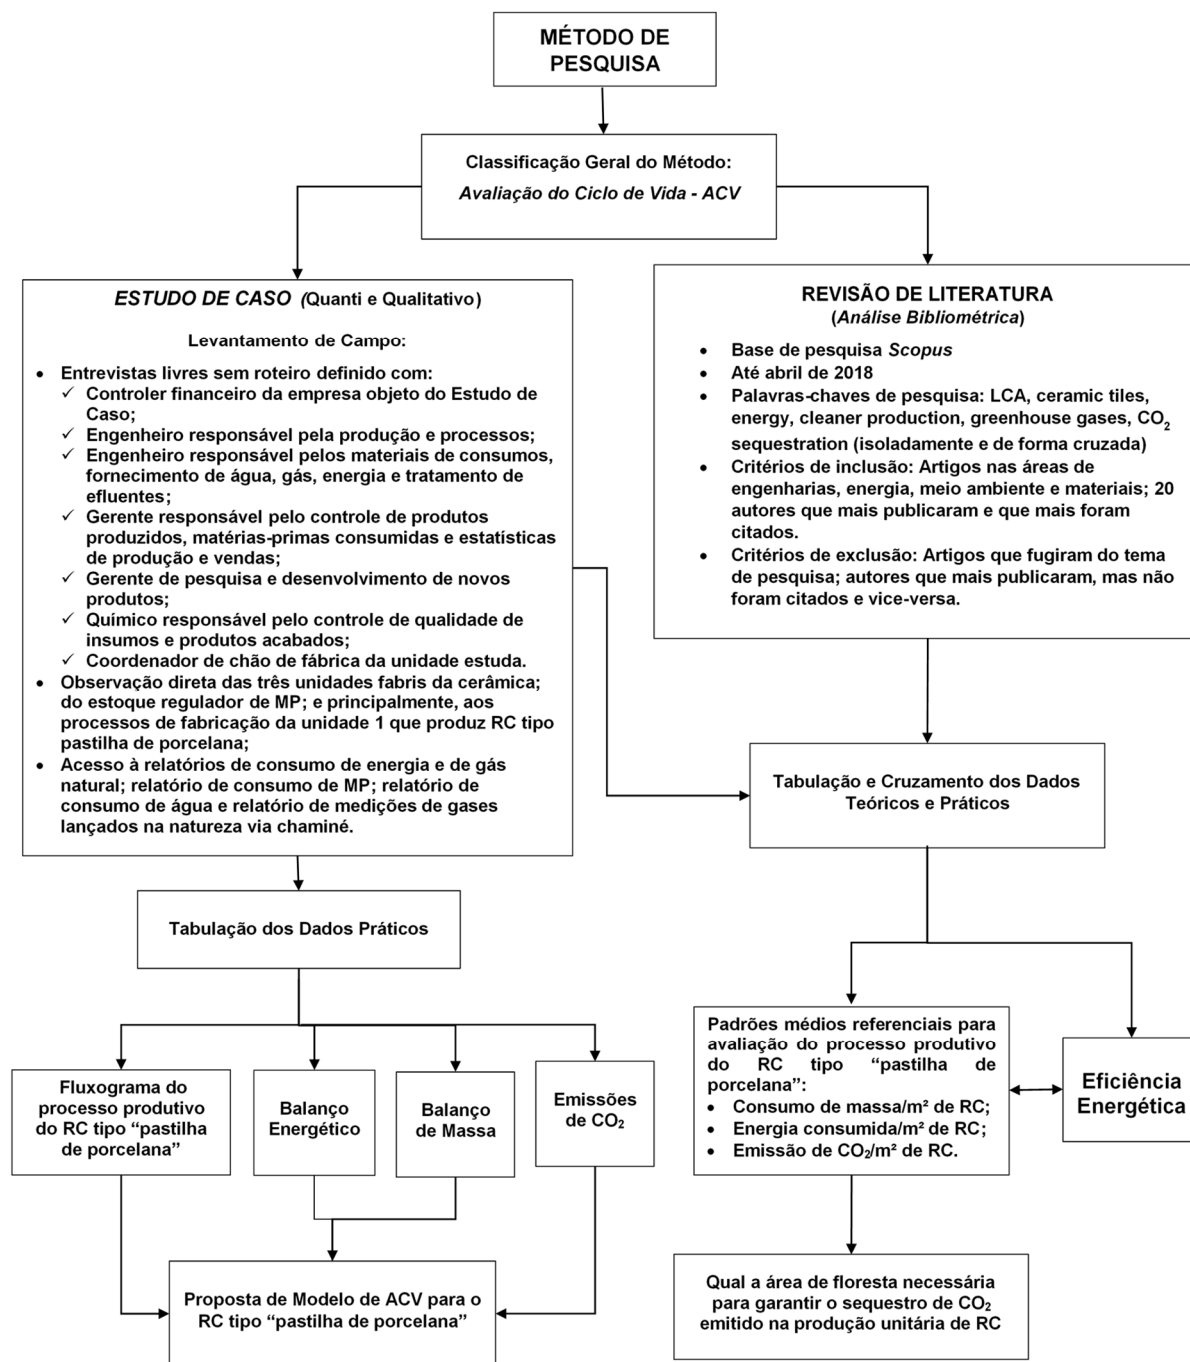 MÉTODO DE
PESQUISA
Classificação Geral do Método:
Avaliação do Ciclo de Vida - ACV
ESTUDO DE CASO (Quanti e Qualitativo)
Levantamento de Campo:
• Entrevistas livres sem roteiro definido com:
✓ Controler financeiro da empresa objeto do Estudo de
Caso;
✓ Engenheiro responsável pela produção e processos;
✓ Engenheiro responsável pelos materiais de consumos,
fornecimento de água, gás, energia e tratamento de
efluentes;
✓ Gerente responsável pelo controle de produtos
produzidos, matérias-primas consumidas e estatísticas
de produção e vendas;
✓ Gerente de pesquisa e desenvolvimento de novos
produtos;
✓ Químico responsável pelo controle de qualidade de
insumos e produtos acabados;
✓ Coordenador de chão de fábrica da unidade estuda.
• Observação direta das três unidades fabris da cerâmica;
do estoque regulador de MP; e principalmente, aos
processos de fabricação da unidade 1 que produz RC tipo
pastilha de porcelana;
• Acesso à relatórios de consumo de energia e de gás
natural; relatório de consumo de MP; relatório de
consumo de água e relatório de medições de gases
lançados na natureza via chaminé.
REVISÃO DE LITERATURA
(Análise Bibliométrica)
• Base de pesquisa Scopus
• Até abril de 2018
• Palavras-chaves de pesquisa: LCA, ceramic tiles,
energy, cleaner production, greenhouse gases, CO₂
sequestration (isoladamente e de forma cruzada)
• Critérios de inclusão: Artigos nas áreas de
engenharias, energia, meio ambiente e materiais; 20
autores que mais publicaram e que mais foram
citados.
• Critérios de exclusão: Artigos que fugiram do tema
de pesquisa; autores que mais publicaram, mas não
foram citados e vice-versa.
Tabulação e Cruzamento dos Dados
Teóricos e Práticos
Tabulação dos Dados Práticos
Fluxograma do
processo produtivo
do RC tipo “pastilha
de porcelana”
Balanço
Energético
Balanço
de Massa
Emissões
de CO₂
Proposta de Modelo de ACV para o
RC tipo “pastilha de porcelana”
Padrões médios referenciais para
avaliação do processo produtivo
do RC tipo “pastilha de
porcelana”:
• Consumo de massa/m² de RC;
• Energia consumida/m² de RC;
• Emissão de CO₂/m² de RC.
Eficiência
Energética
Qual a área de floresta necessária
para garantir o sequestro de CO₂
emitido na produção unitária de RC